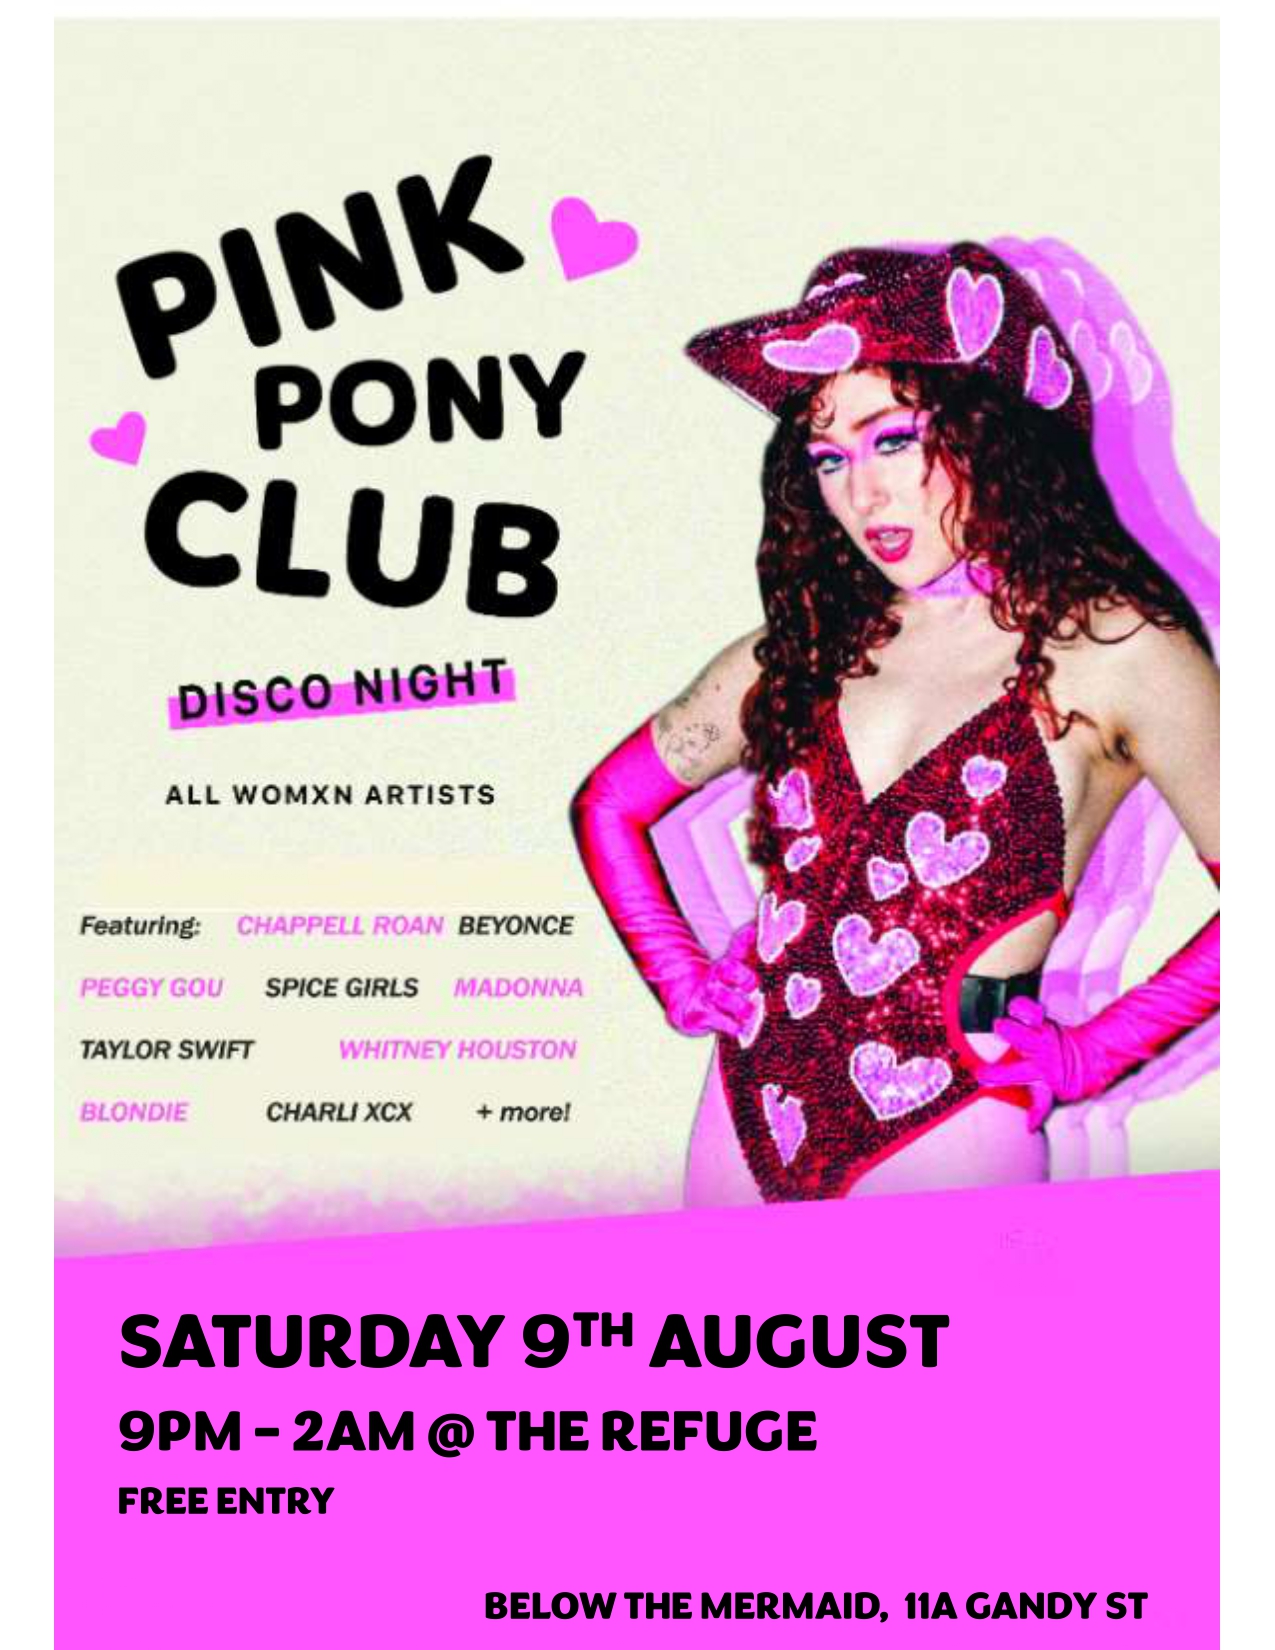 PINK
PONY
CLUB
DISCO NIGHT
ALL WOMXN ARTISTS
Featuring: CHAPPELL ROAN BEYONCE
PEGGY GOU SPICE GIRLS MADONNA
TAYLOR SWIFT WHITNEY HOUSTON
BLONDIE CHARLI XCX + more!
SATURDAY 9TH AUGUST
9PM – 2AM @ THE REFUGE
FREE ENTRY
BELOW THE MERMAID, 11A GANDY ST